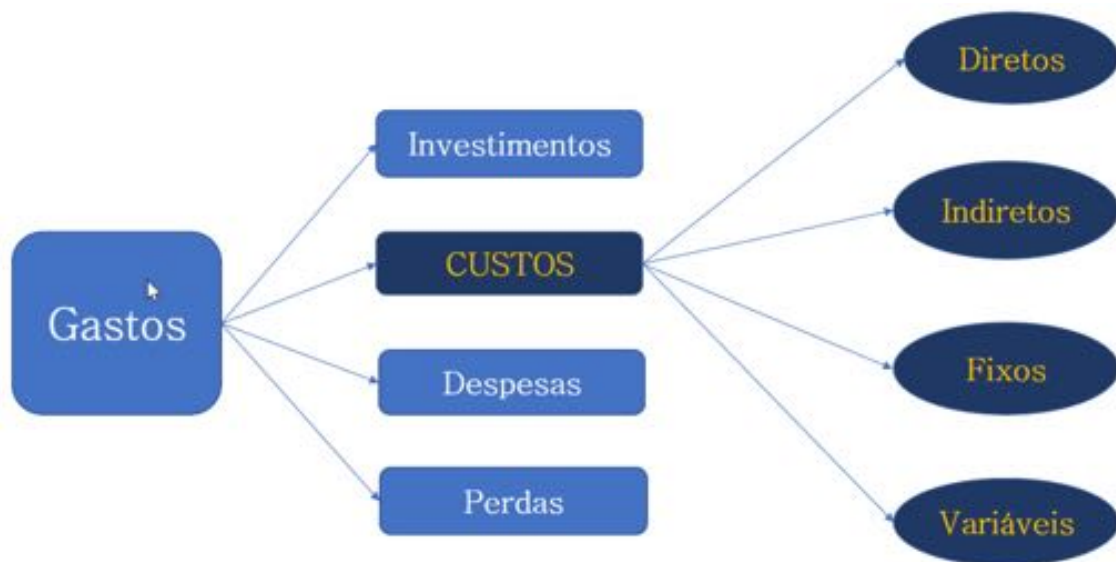 Gastos
Investimentos
CUSTOS
Despesas
Perdas
Diretos
Indiretos
Fixos
Variáveis